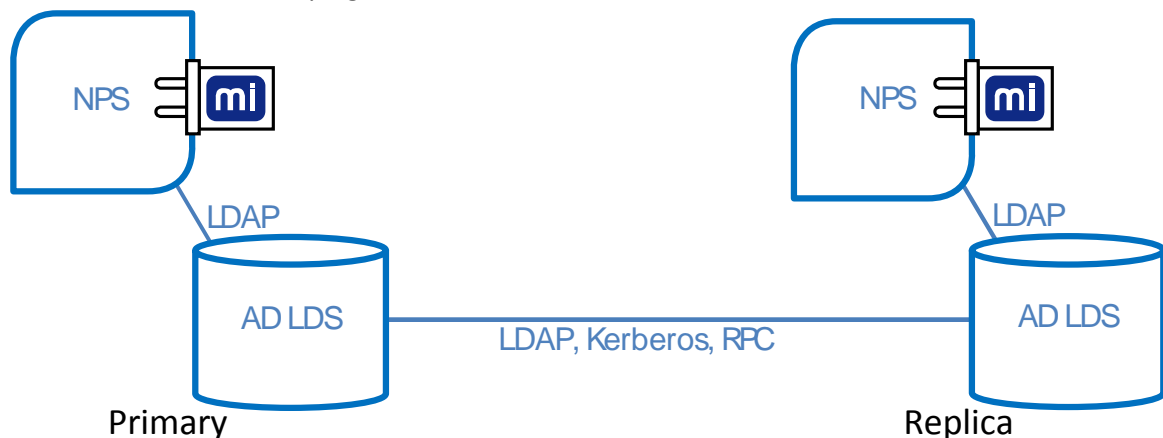 NPS
mi
NPS
mi
LDAP
LDAP
AD LDS
AD LDS
LDAP, Kerberos, RPC
Primary
Replica